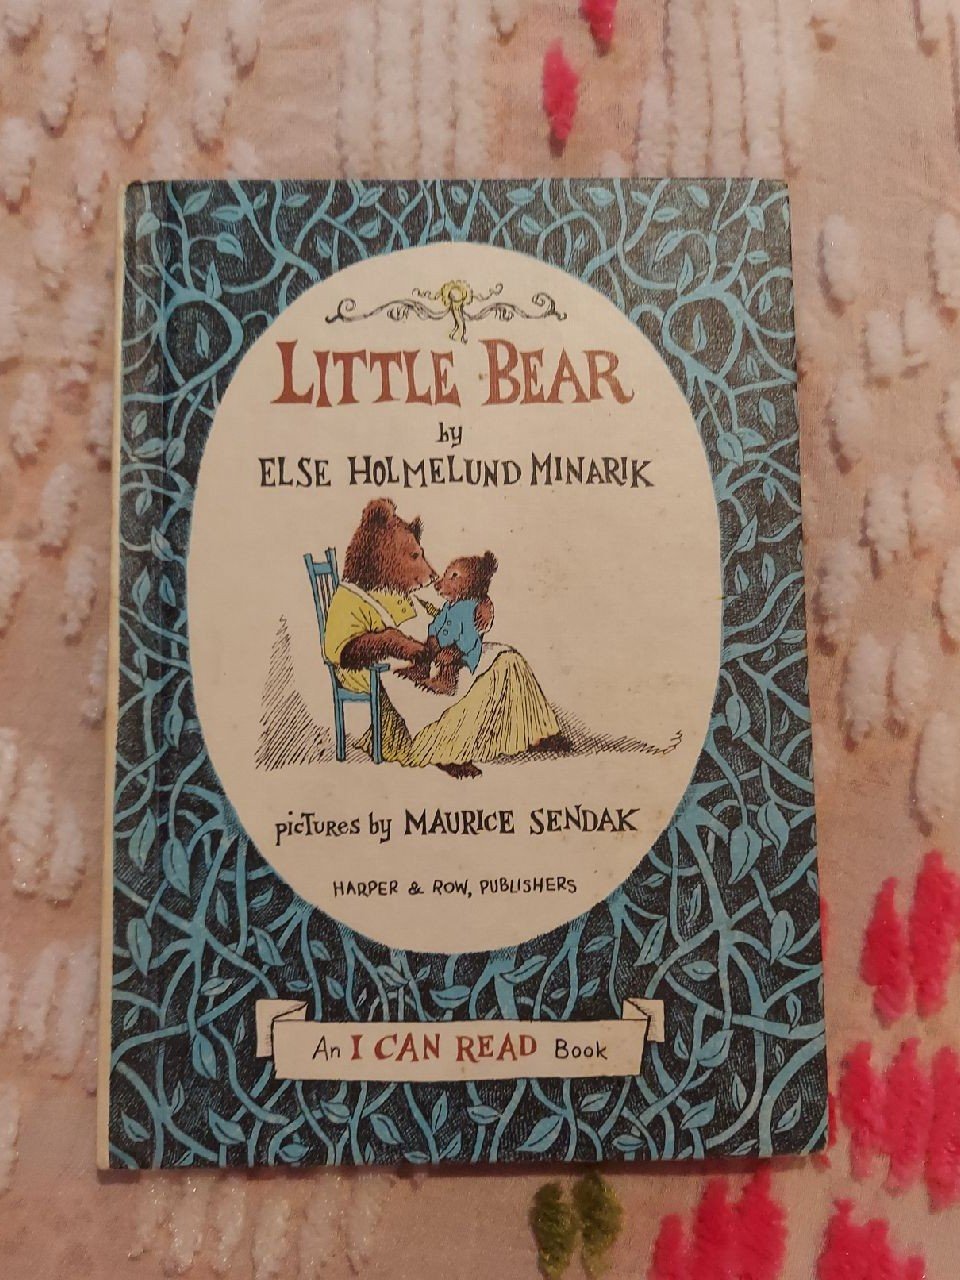 LITTLE BEAR
by
ELSE HOLMELUND MINARIK
picTures by MAURICE SENDAK
HARPER & ROW, PUBLISHERS
An I CAN READ Book